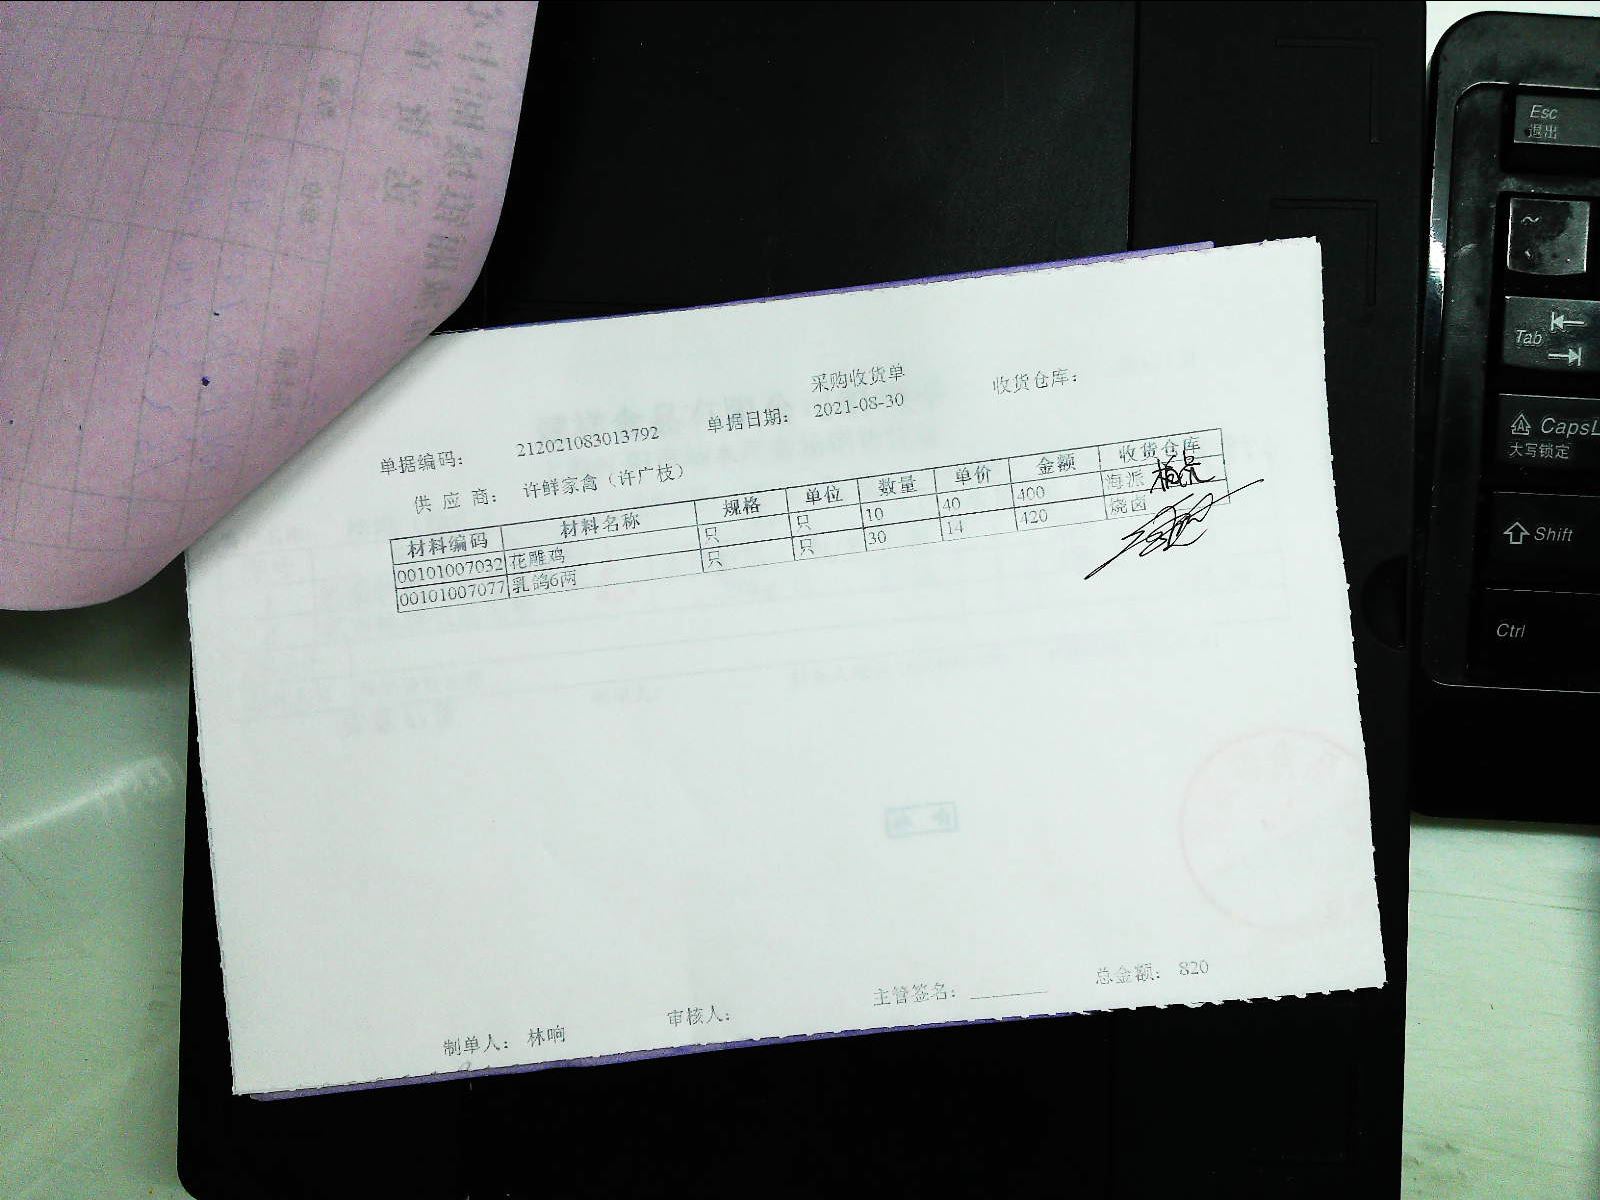 采购收货单
单据编码： 212021083013792 单据日期： 2021-08-30 收货仓库：
供 应 商： 许鲜家禽（许广枝）
材料编码 材料名称 规格 单位 数量 单价 金额 收货仓库
00101007032 花雕鸡 只 只 10 40 400 海派
00101007077 乳鸽6两 只 只 30 14 420 烧卤
制单人： 林响 审核人： 主管签名： 总金额： 820
Esc
退出
~
Tab
CapsL
大写锁定
Shift
Ctrl